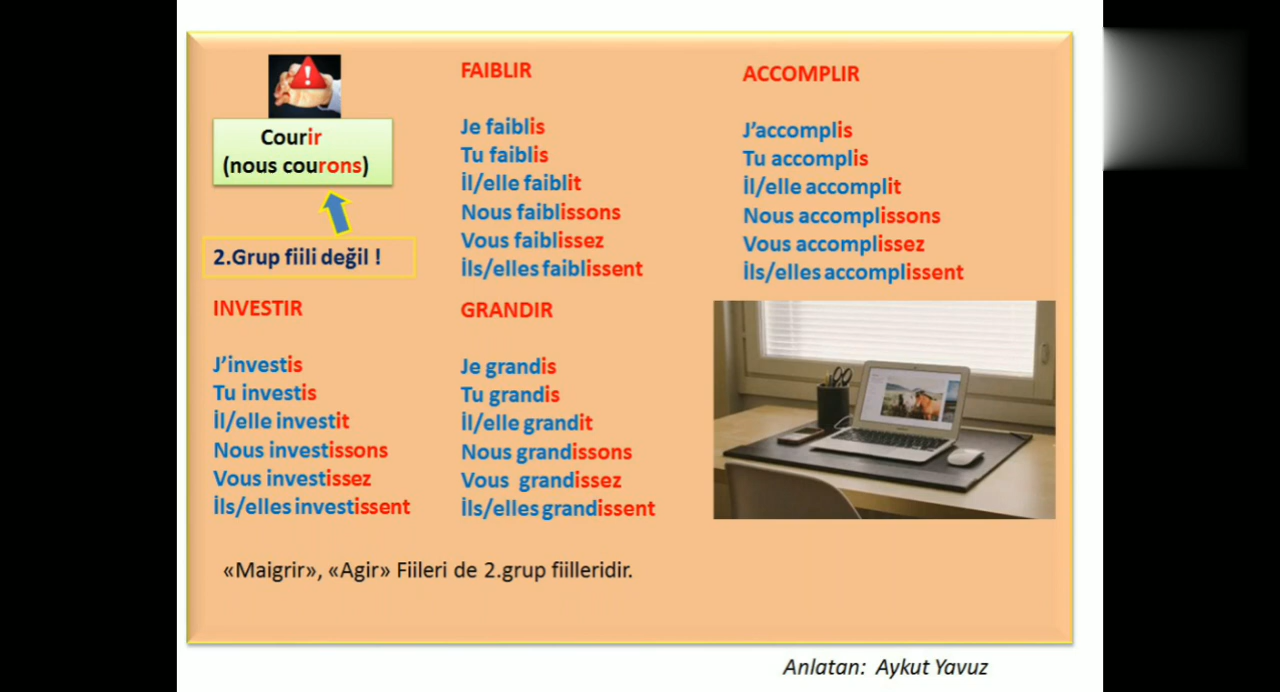 Courir
(nous courons)
2.Grup fiili değil !
FAIBLIR
Je faiblis
Tu faiblis
İl/elle faiblit
Nous faiblissons
Vous faiblissez
İls/elles faiblissent
ACCOMPLIR
J’accomplis
Tu accomplis
İl/elle accomplit
Nous accomplissons
Vous accomplissez
İls/elles accomplissent
INVESTIR
J’investis
Tu investis
İl/elle investit
Nous investissons
Vous investissez
İls/elles investissent
GRANDIR
Je grandis
Tu grandis
İl/elle grandit
Nous grandissons
Vous grandissez
İls/elles grandissent
«Maigrir», «Agir» Fiileri de 2.grup fiilleridir.
Anlatan: Aykut Yavuz